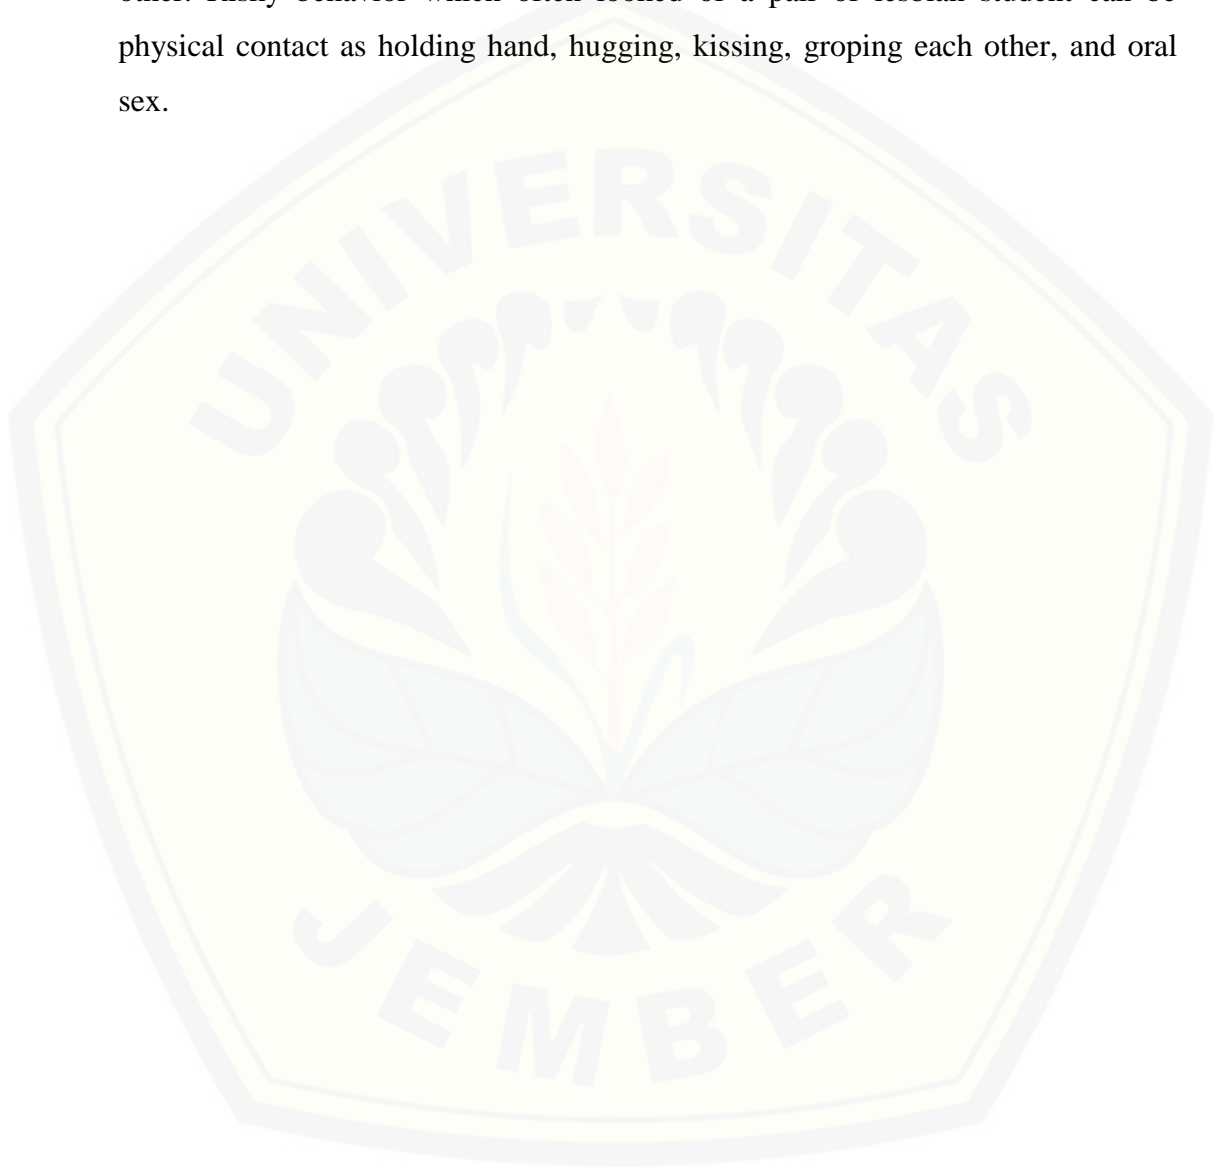 other. Risky behavior which often looked of a pair of lesbian student can be
physical contact as holding hand, hugging, kissing, groping each other, and oral
sex.
UNIVERSITAS
JEMBER